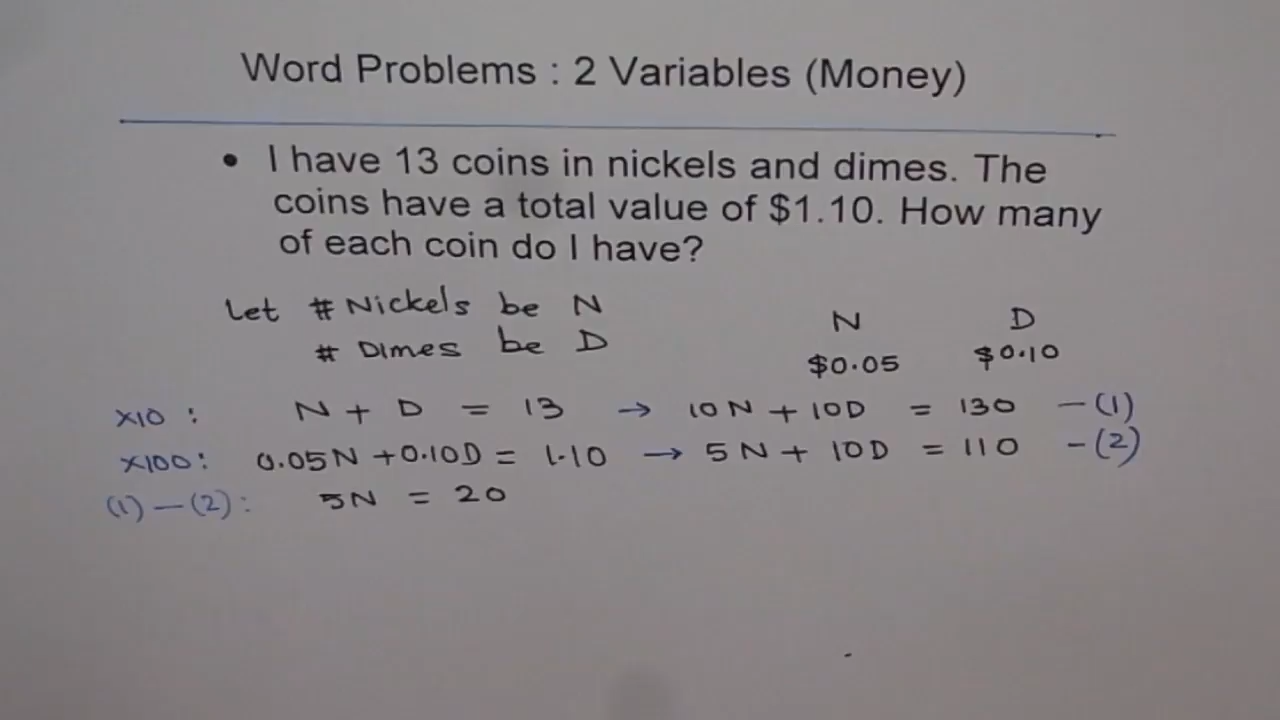 Word Problems : 2 Variables (Money)
• I have 13 coins in nickels and dimes. The
coins have a total value of $1.10. How many
of each coin do I have?
Let # Nickels be N
# Dimes be D
N D
$0.05 $0.10
x10 : N + D = 13 → 10N + 10D = 130 —(1)
x100: 0.05N + 0.10D = 1.10 → 5N + 10D = 110 —(2)
(1) — (2): 5N = 20